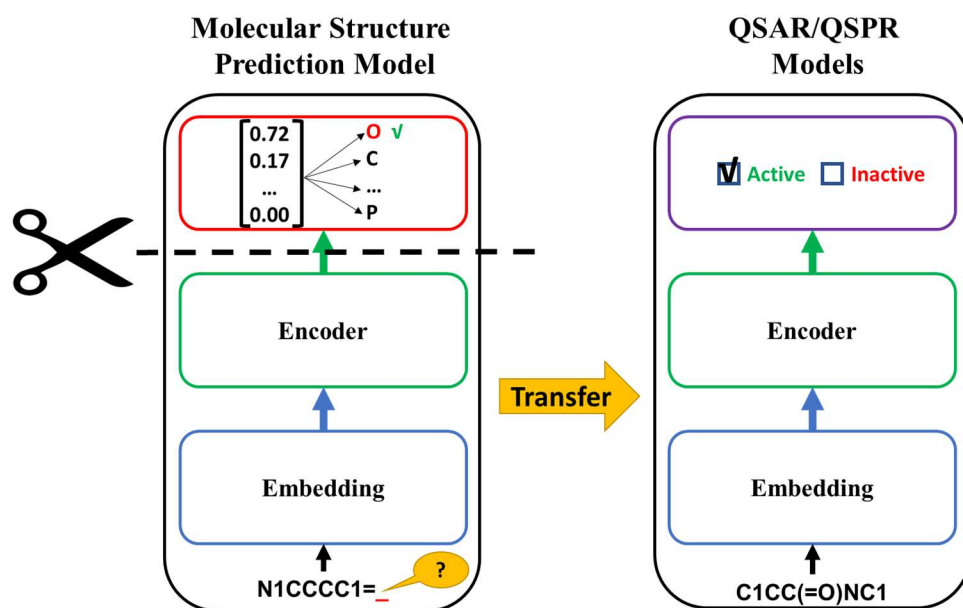 Molecular Structure
Prediction Model
0.72
0.17
...
0.00
O √
C
...
P
Encoder
Embedding
N1CCCC1=_
?
Transfer
QSAR/QSPR
Models
√ Active Inactive
Encoder
Embedding
C1CC(=O)NC1